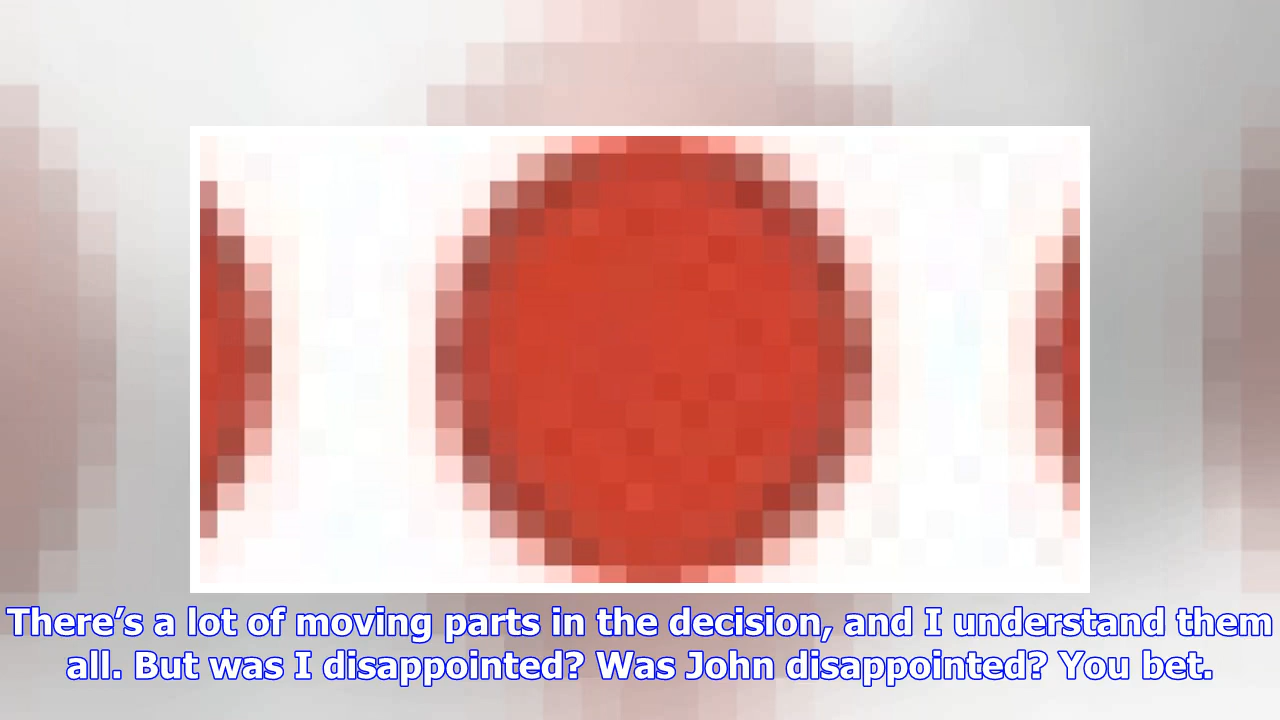 There’s a lot of moving parts in the decision, and I understand them
all. But was I disappointed? Was John disappointed? You bet.